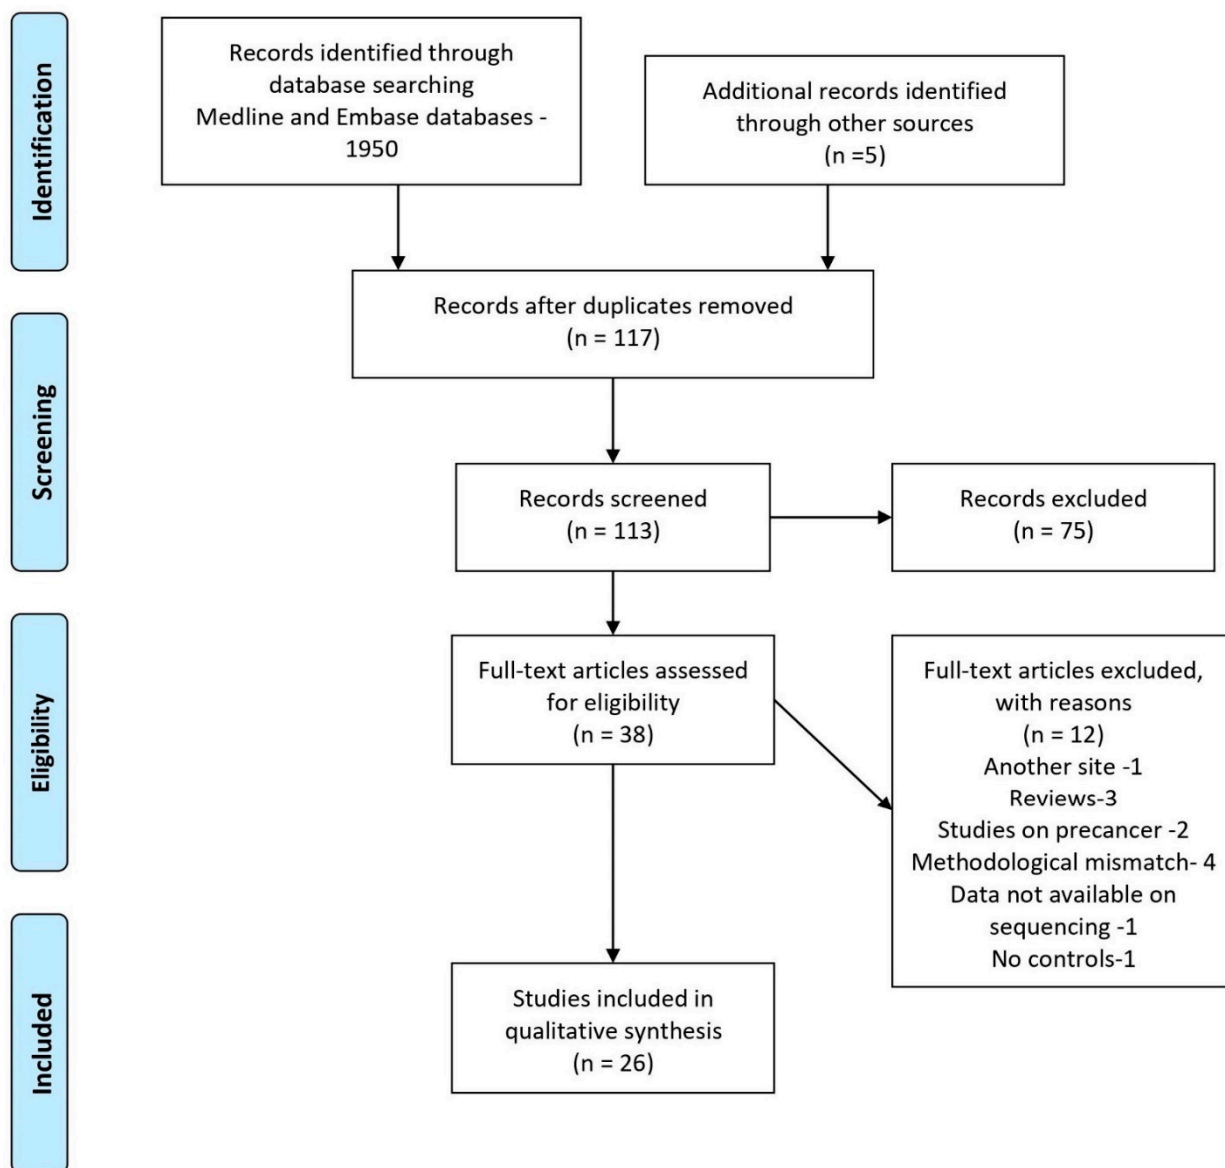 Identification
Records identified through
database searching
Medline and Embase databases -
1950
Additional records identified
through other sources
(n =5)
Records after duplicates removed
(n = 117)
Screening
Records screened
(n = 113)
Records excluded
(n = 75)
Eligibility
Full-text articles assessed
for eligibility
(n = 38)
Full-text articles excluded,
with reasons
(n = 12)
Another site -1
Reviews-3
Studies on precancer -2
Methodological mismatch- 4
Data not available on
sequencing -1
No controls-1
Included
Studies included in
qualitative synthesis
(n = 26)